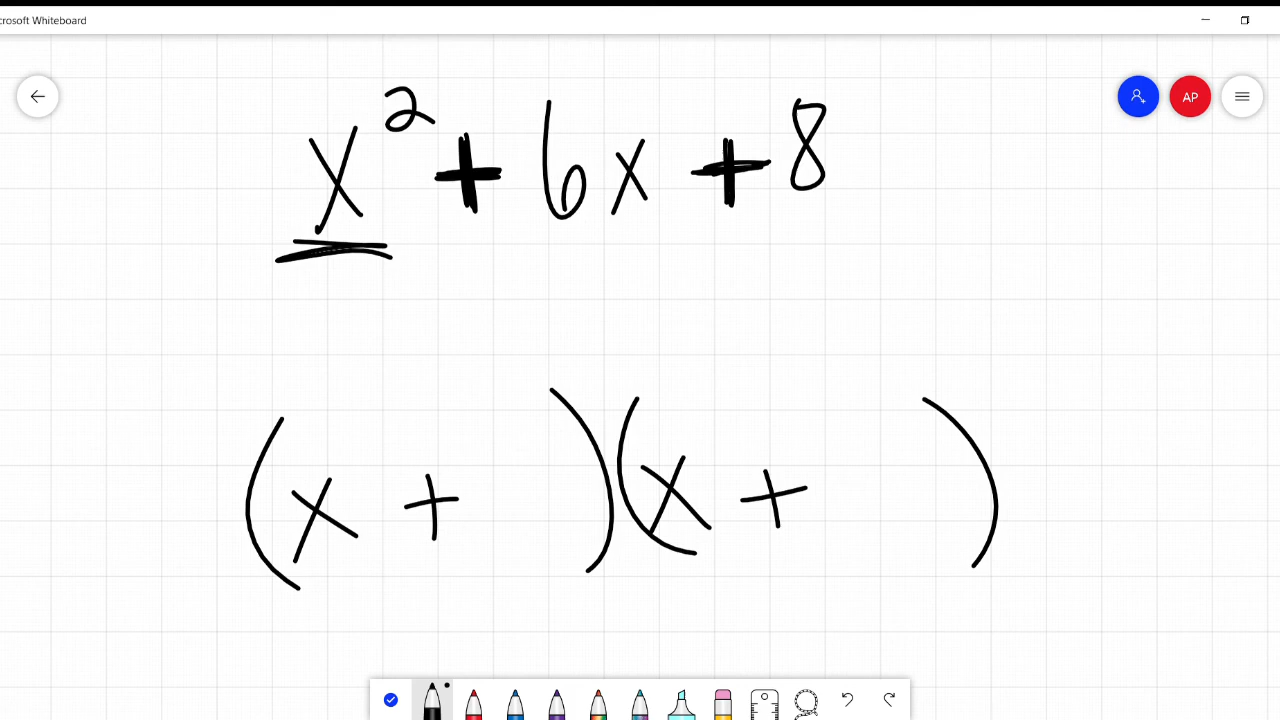 crosoft Whiteboard
AP
x² + 6x + 8
(x + )(x + )